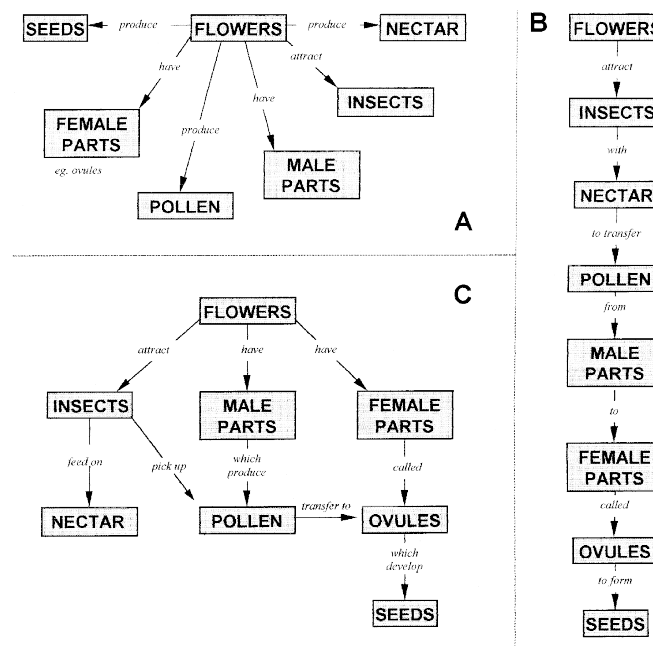 SEEDS
produce
FLOWERS
produce
NECTAR
have
attract
FEMALE
PARTS
eg. ovules
produce
have
INSECTS
POLLEN
MALE
PARTS
A
C
FLOWERS
attract
have
have
INSECTS
MALE
PARTS
FEMALE
PARTS
feed on
pick up
which
produce
called
NECTAR
POLLEN
transfer to
OVULES
which
develop
SEEDS
B
FLOWERS
attract
INSECTS
with
NECTAR
to transfer
POLLEN
from
MALE
PARTS
to
FEMALE
PARTS
called
OVULES
to form
SEEDS